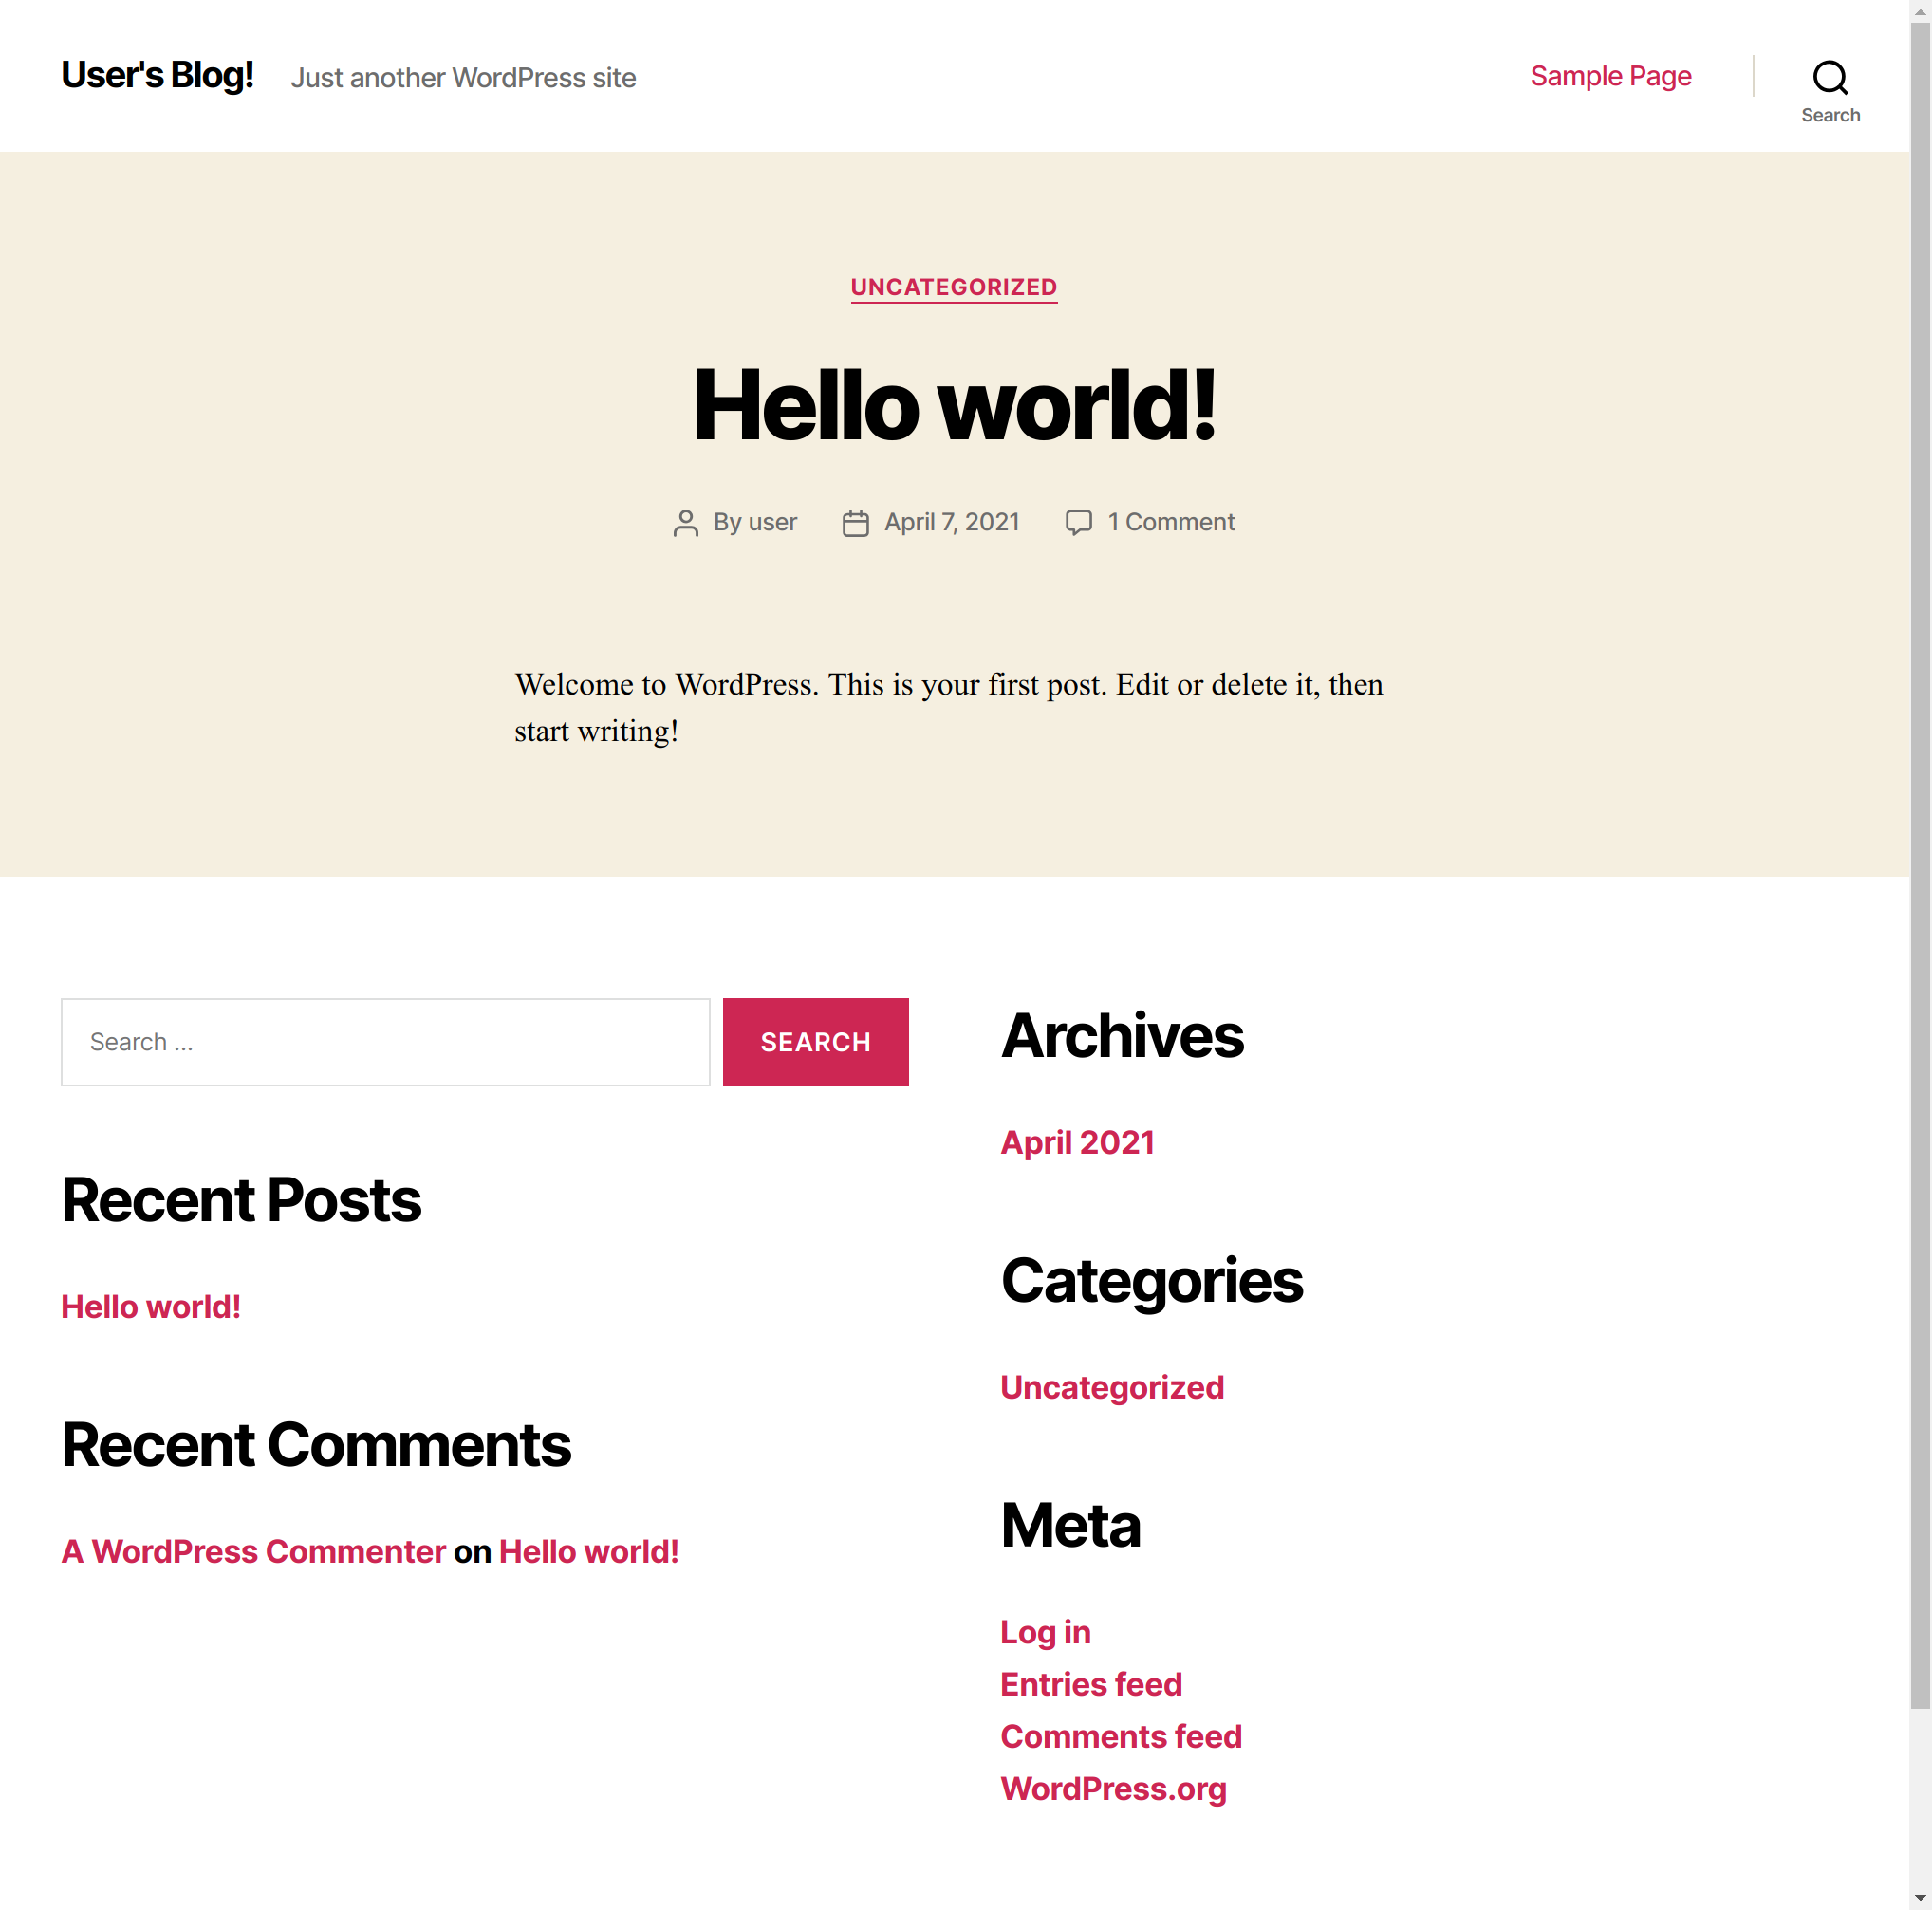 User's Blog!
Just another WordPress site
Sample Page
Search
UNCATEGORIZED
Hello world!
By user
April 7, 2021
1 Comment
Welcome to WordPress. This is your first post. Edit or delete it, then
start writing!
Search …
SEARCH
Recent Posts
Hello world!
Recent Comments
A WordPress Commenter on Hello world!
Archives
April 2021
Categories
Uncategorized
Meta
Log in
Entries feed
Comments feed
WordPress.org